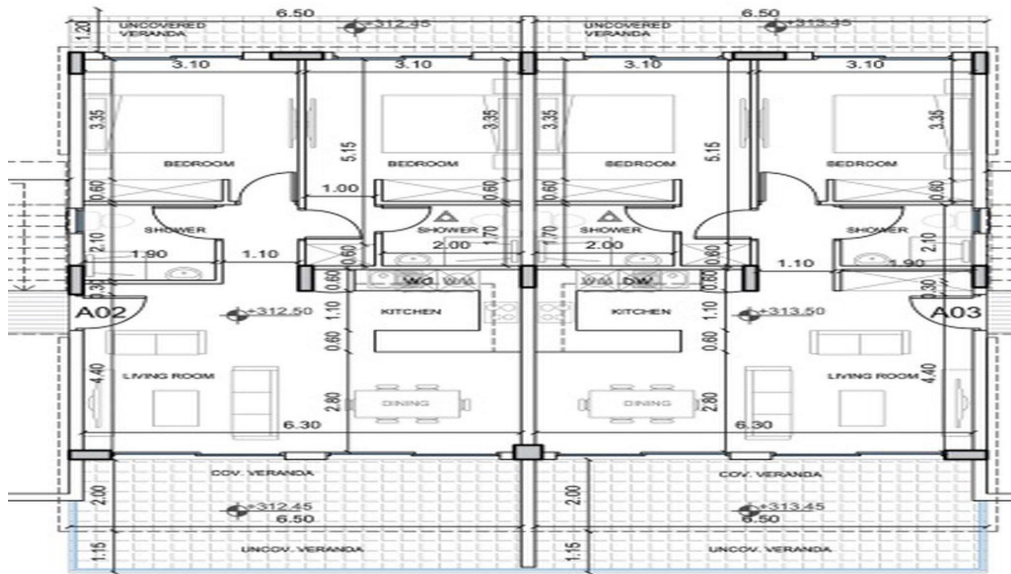 6.50
6.50
+312.45
+313.45
UNCOVERED
VERANDA
UNCOVERED
VERANDA
1.20
3.10
3.10
3.10
3.10
3.35
3.35
3.35
3.35
5.15
5.15
BEDROOM
BEDROOM
BEDROOM
BEDROOM
0.60
1.00
0.60
0.60
0.60
SHOWER
SHOWER
SHOWER
SHOWER
2.10
1.90
1.10
0.60
2.00
1.70
1.70
2.00
0.60
1.10
1.90
2.10
0.30
0.60
0.60
0.30
A02
+312.50
1.10
KITCHEN
KITCHEN
1.10
+313.50
A03
0.60
0.60
4.40
LIVING ROOM
LIVING ROOM
4.40
2.80
DINING
DINING
2.80
6.30
6.30
COV. VERANDA
COV. VERANDA
2.00
+312.45
2.00
+313.45
6.50
6.50
1.15
UNCOV. VERANDA
1.15
UNCOV. VERANDA